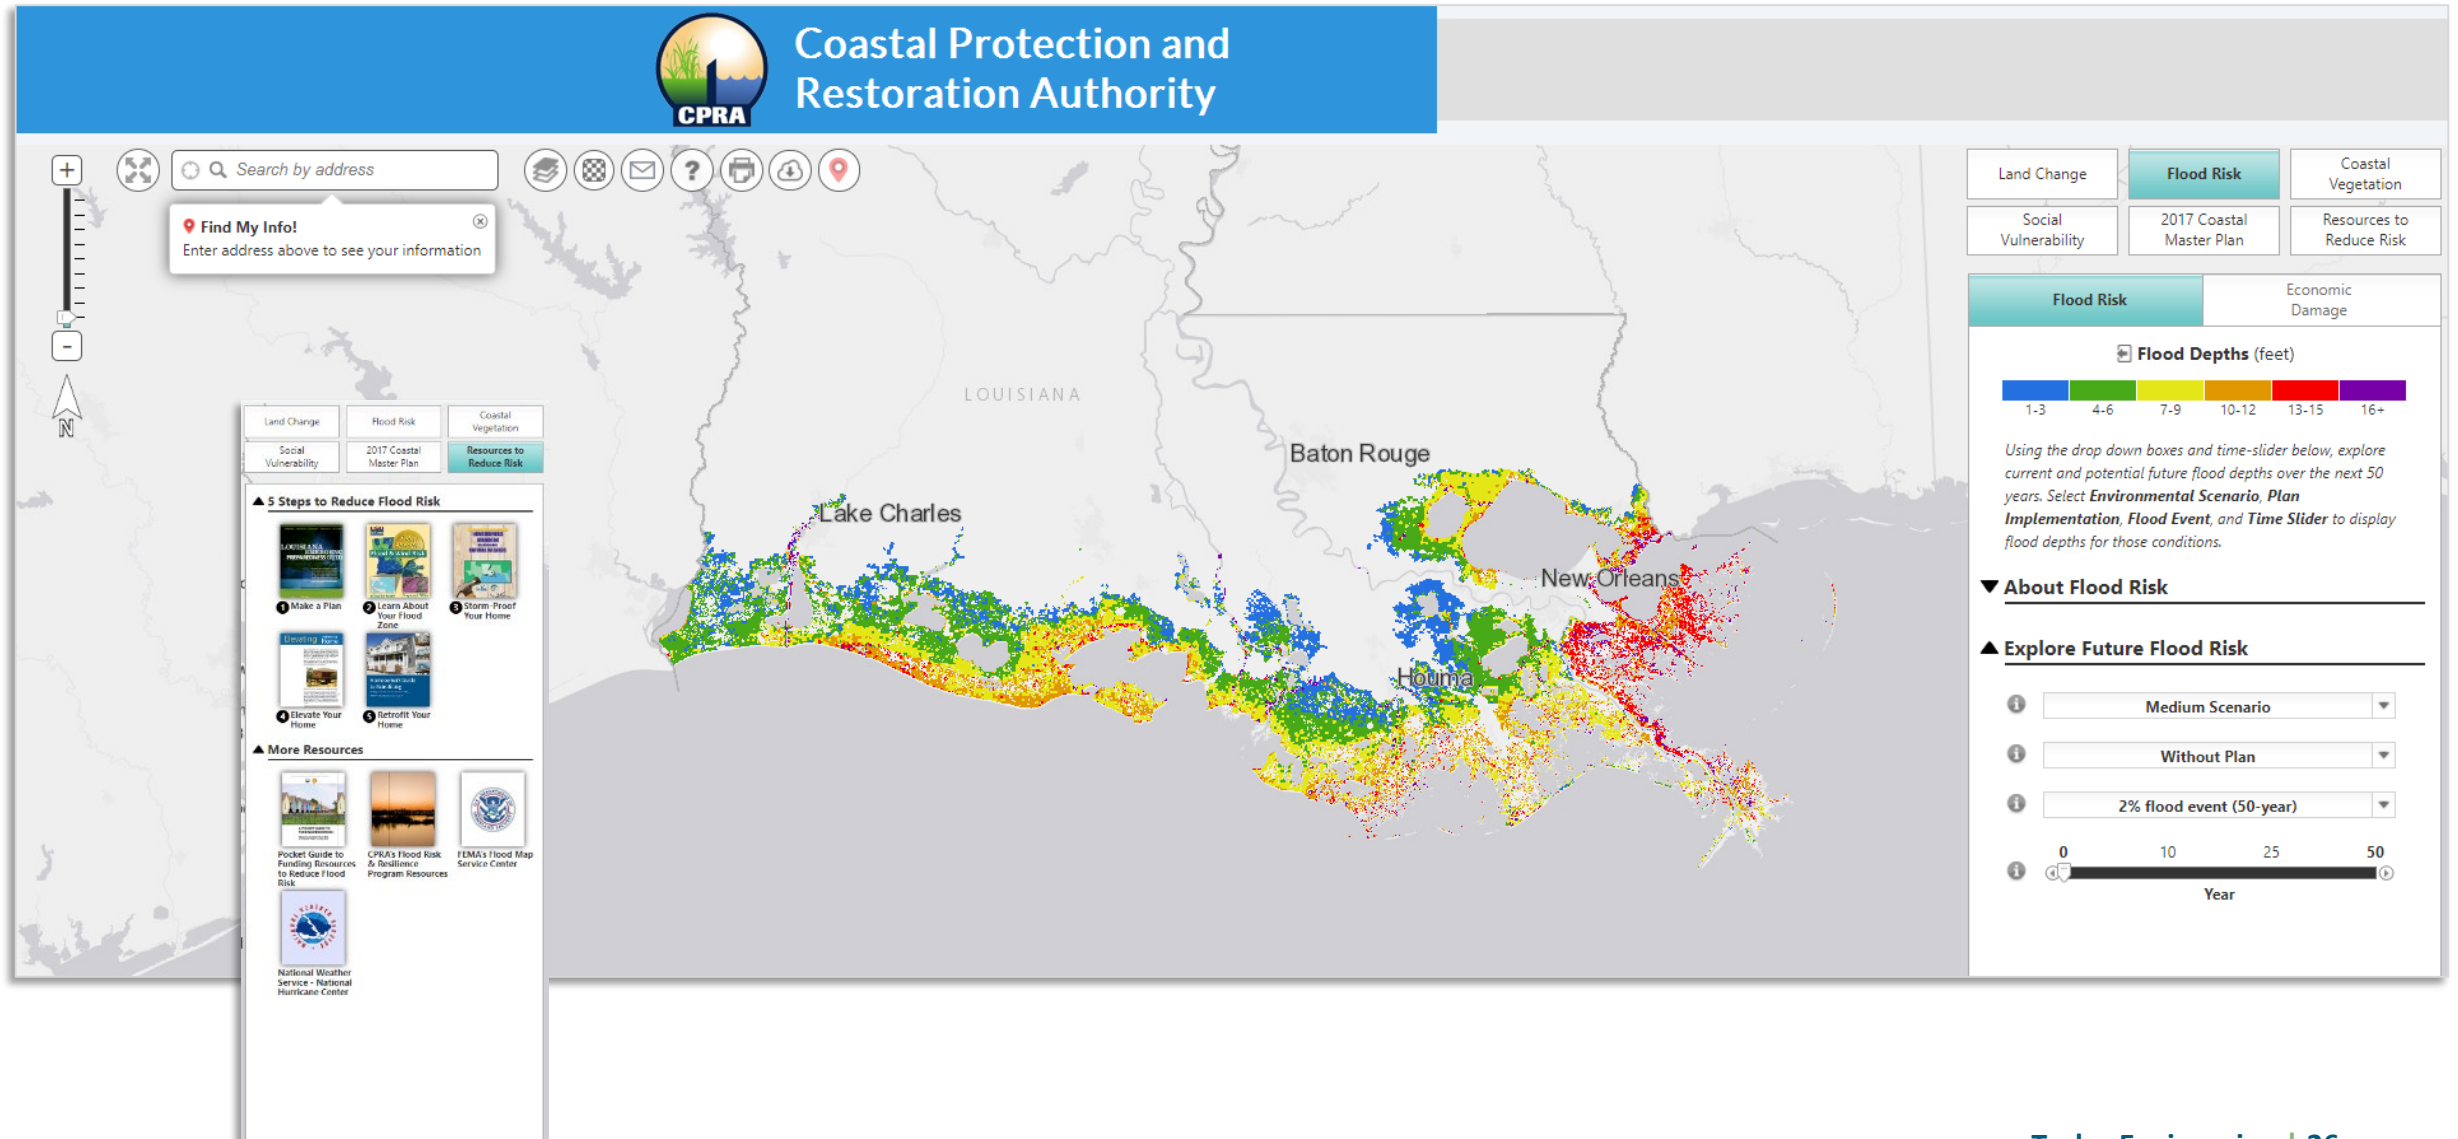 Coastal Protection and
Restoration Authority
CPRA
+
Search by address
?
Find My Info!
Enter address above to see your information
-
N
LOUISIANA
Baton Rouge
Lake Charles
New Orleans
Houma
Land Change
Flood Risk
Coastal
Vegetation
Social
Vulnerability
2017 Coastal
Master Plan
Resources to
Reduce Risk
Flood Risk
Economic
Damage
Flood Depths (feet)
1-3 4-6 7-9 10-12 13-15 16+
Using the drop down boxes and time-slider below, explore
current and potential future flood depths over the next 50
years. Select Environmental Scenario, Plan
Implementation, Flood Event, and Time Slider to display
flood depths for those conditions.
About Flood Risk
Explore Future Flood Risk
Medium Scenario
Without Plan
2% flood event (50-year)
0 10 25 50
Year
Land Change
Flood Risk
Coastal
Vegetation
Social
Vulnerability
2017 Coastal
Master Plan
Resources to
Reduce Risk
5 Steps to Reduce Flood Risk
LOUISIANA
1 Make a Plan
2 Learn About
Your Flood
Zone
3 Storm-Proof
Your Home
Elevating
4 Elevate Your
Home
5 Retrofit Your
Home
More Resources
Pocket Guide to
Funding Resources
to Reduce Flood
Risk
CPRA's Flood Risk
& Resilience
Program Resources
FEMA's Flood Map
Service Center
National Weather
Service - National
Hurricane Center